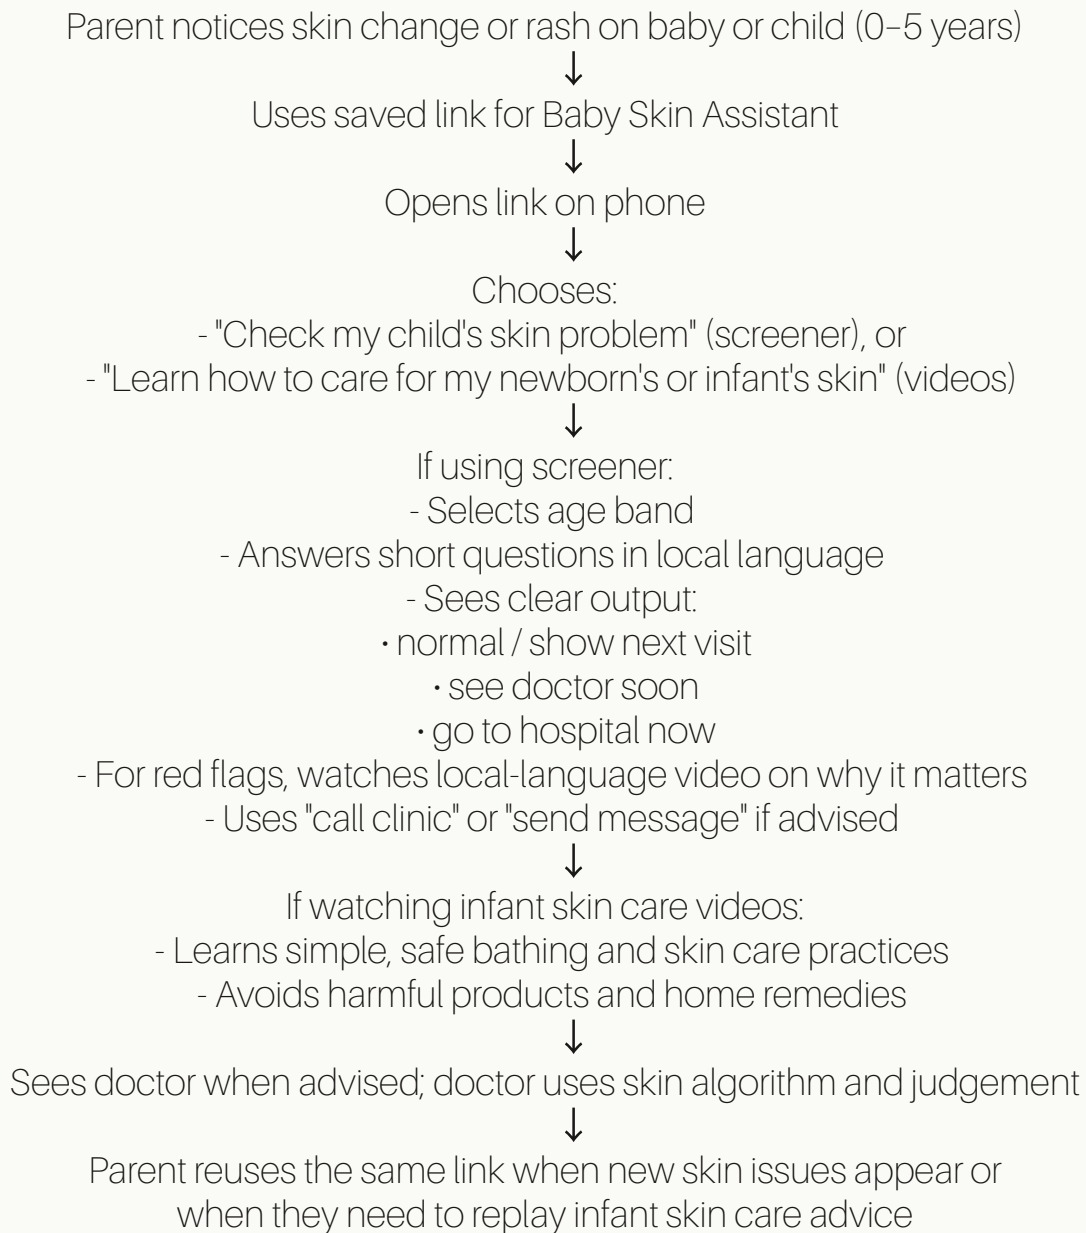 Parent notices skin change or rash on baby or child (0–5 years)
↓
Uses saved link for Baby Skin Assistant
↓
Opens link on phone
↓
Chooses:
- "Check my child's skin problem" (screener), or
- "Learn how to care for my newborn's or infant's skin" (videos)
↓
If using screener:
- Selects age band
- Answers short questions in local language
- Sees clear output:
• normal / show next visit
• see doctor soon
• go to hospital now
- For red flags, watches local-language video on why it matters
- Uses "call clinic" or "send message" if advised
↓
If watching infant skin care videos:
- Learns simple, safe bathing and skin care practices
- Avoids harmful products and home remedies
↓
Sees doctor when advised; doctor uses skin algorithm and judgement
↓
Parent reuses the same link when new skin issues appear or
when they need to replay infant skin care advice